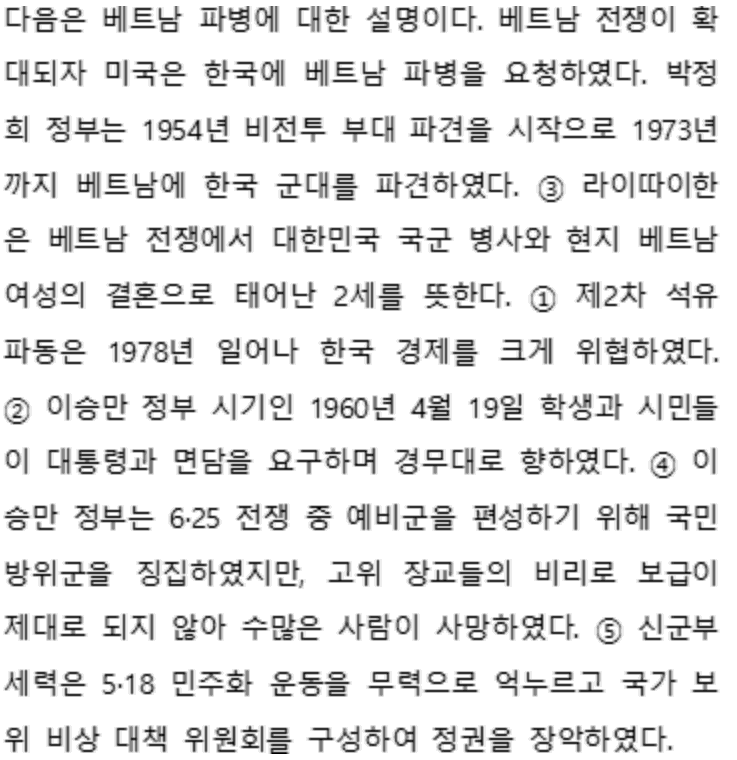 다음은 베트남 파병에 대한 설명이다. 베트남 전쟁이 확
대되자 미국은 한국에 베트남 파병을 요청하였다. 박정
희 정부는 1954년 비전투 부대 파견을 시작으로 1973년
까지 베트남에 한국 군대를 파견하였다. ③ 라이따이한
은 베트남 전쟁에서 대한민국 국군 병사와 현지 베트남
여성의 결혼으로 태어난 2세를 뜻한다. ① 제2차 석유
파동은 1978년 일어나 한국 경제를 크게 위협하였다.
② 이승만 정부 시기인 1960년 4월 19일 학생과 시민들
이 대통령과 면담을 요구하며 경무대로 향하였다. ④ 이
승만 정부는 6·25 전쟁 중 예비군을 편성하기 위해 국민
방위군을 징집하였지만, 고위 장교들의 비리로 보급이
제대로 되지 않아 수많은 사람이 사망하였다. ⑤ 신군부
세력은 5·18 민주화 운동을 무력으로 억누르고 국가 보
위 비상 대책 위원회를 구성하여 정권을 장악하였다.